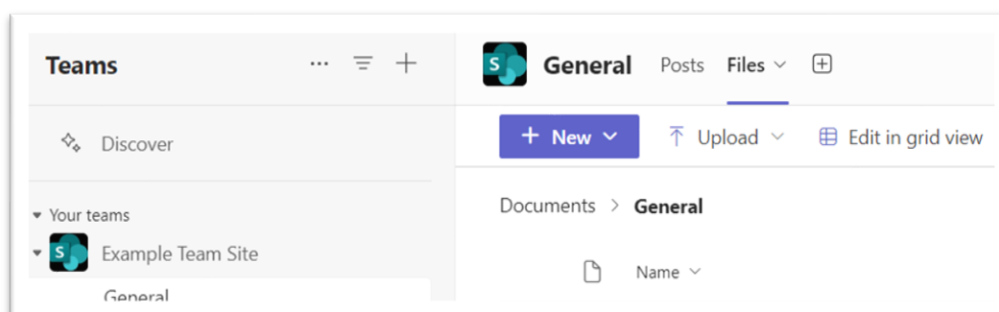 Teams
Discover
Your teams
S Example Team Site
General
S General Posts Files
New Upload Edit in grid view
Documents > General
Name